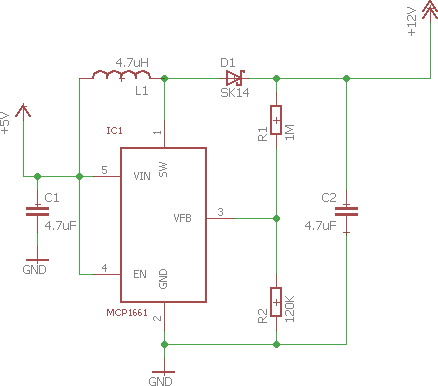 +12V
4.7uH
D1
L1
SK14
+5V
IC1
1
R1
1M
SW
5
VIN
C1
4.7uF
VFB
3
C2
4.7uF
GND
4
EN
GND
MCP1661
2
R2
120K
GND